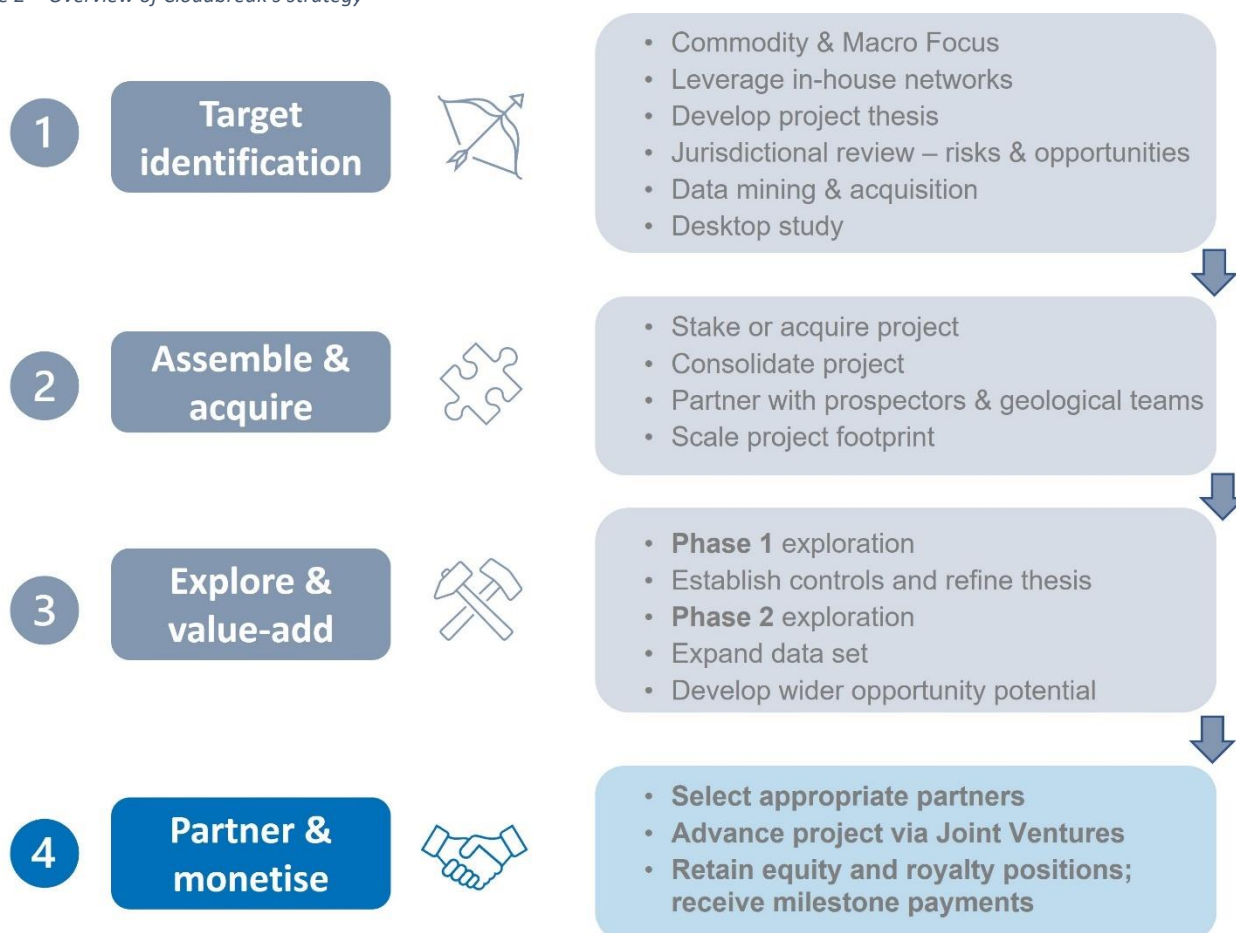 Overview of Cloudbreak's strategy
1
Target
identification
• Commodity & Macro Focus
• Leverage in-house networks
• Develop project thesis
• Jurisdictional review – risks & opportunities
• Data mining & acquisition
• Desktop study
2
Assemble &
acquire
• Stake or acquire project
• Consolidate project
• Partner with prospectors & geological teams
• Scale project footprint
3
Explore &
value-add
• Phase 1 exploration
• Establish controls and refine thesis
• Phase 2 exploration
• Expand data set
• Develop wider opportunity potential
4
Partner &
monetise
• Select appropriate partners
• Advance project via Joint Ventures
• Retain equity and royalty positions;
receive milestone payments